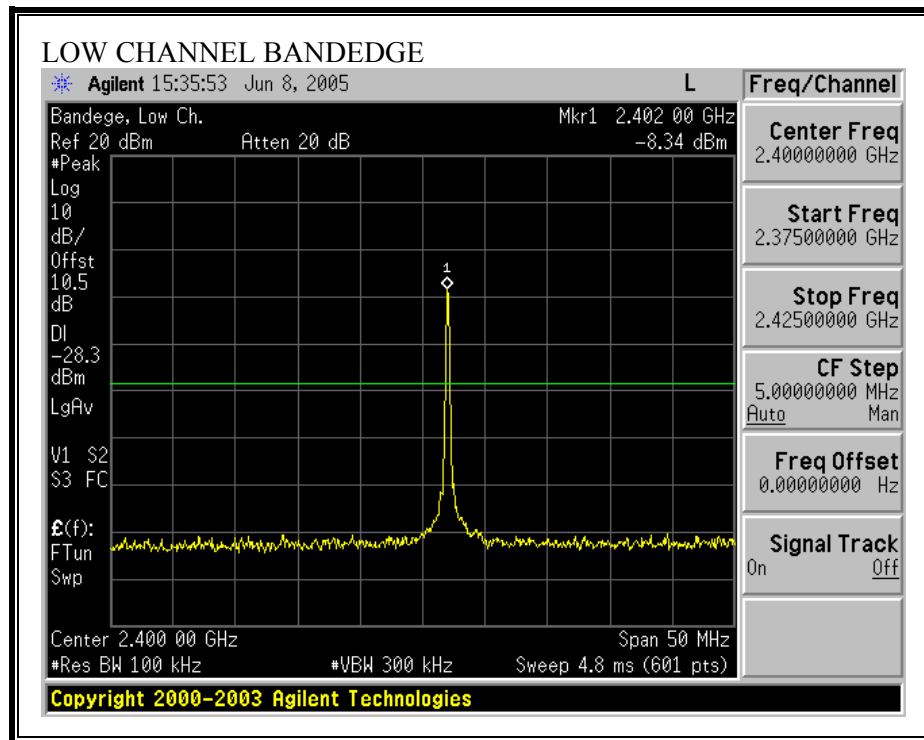 LOW CHANNEL BANDEDGE
Agilent 15:35:53 Jun 8, 2005 L
Bandege, Low Ch. Mkr1 2.402 00 GHz
Ref 20 dBm Atten 20 dB -8.34 dBm
#Peak
Log
10
dB/
Offst
10.5
dB
DI
-28.3
dBm
LgAv
V1 S2
S3 FC
£(f):
FTun
Swp
1
Center 2.400 00 GHz Span 50 MHz
#Res BW 100 kHz #VBW 300 kHz Sweep 4.8 ms (601 pts)
Copyright 2000-2003 Agilent Technologies
Freq/Channel
Center Freq
2.40000000 GHz
Start Freq
2.37500000 GHz
Stop Freq
2.42500000 GHz
CF Step
5.00000000 MHz
Auto Man
Freq Offset
0.00000000 Hz
Signal Track
On Off